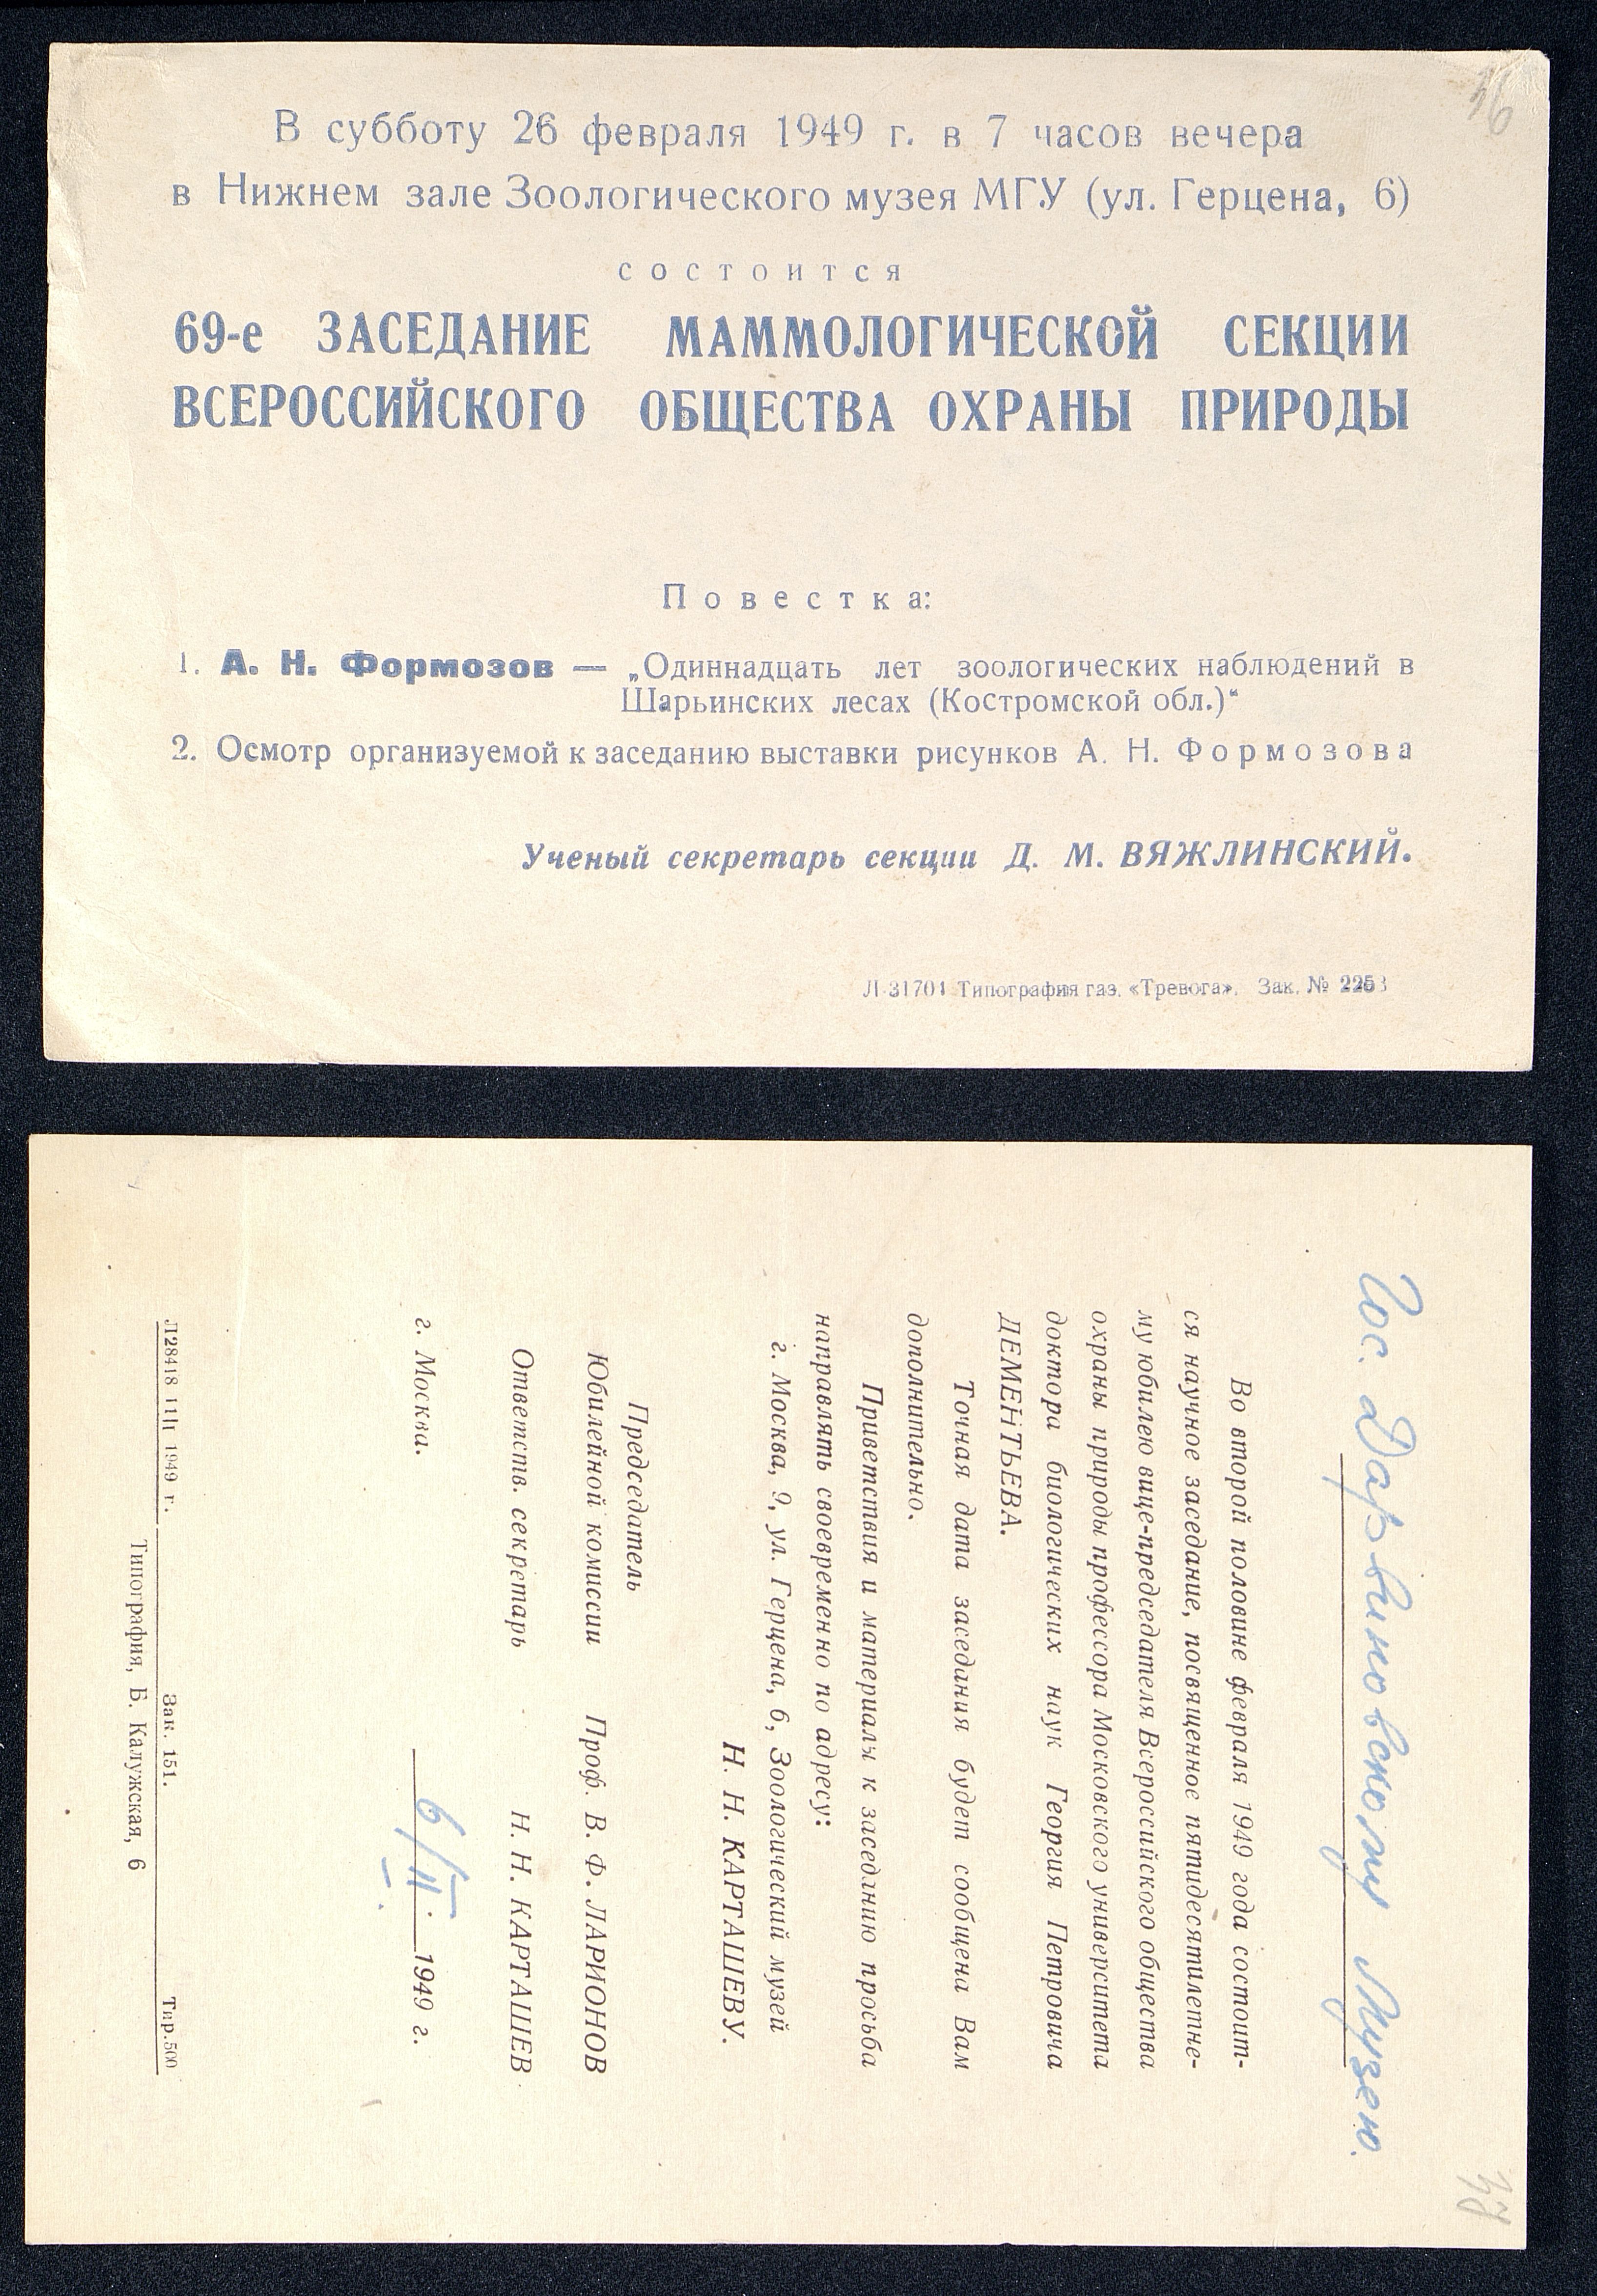 36
В субботу 26 февраля 1949 г. в 7 часов вечера
в Нижнем зале Зоологического музея МГУ (ул. Герцена, 6)
состоится
69-е ЗАСЕДАНИЕ МАММОЛОГИЧЕСКОЙ СЕКЦИИ
ВСЕРОССИЙСКОГО ОБЩЕСТВА ОХРАНЫ ПРИРОДЫ
Повестка:
1. А. Н. Формозов — „Одиннадцать лет зоологических наблюдений в
Шарьинских лесах (Костромской обл.)“
2. Осмотр организуемой к заседанию выставки рисунков А. Н. Формозова
Ученый секретарь секции Д. М. ВЯЖЛИНСКИЙ.
Л-31701 Типография газ. «Тревога». Зак. №
Гос. Дарвиновскому Музею.
Во второй половине февраля 1949 года состоит-
ся научное заседание, посвященное пятидесятилетне-
му юбилею вице-председателя Всероссийского общества
охраны природы профессора Московского университета
доктора биологических наук Георгия Петровича
ДЕМЕНТЬЕВА.
Точная дата заседания будет сообщена Вам
дополнительно.
Приветствия и материалы к заседанию просьба
направлять своевременно по адресу:
г. Москва, 9, ул. Герцена, 6, Зоологический музей
Н. Н. КАРТАШЕВУ.
Председатель
Юбилейной комиссии Проф. В. Ф. ЛАРИОНОВ
Ответств. секретарь Н. Н. КАРТАШЕВ
г. Москва. 6/II. 1949 г.
Л28418 11|II 1949 г. Зак. 151. Тир.500
Типография, Б. Калужская, 6